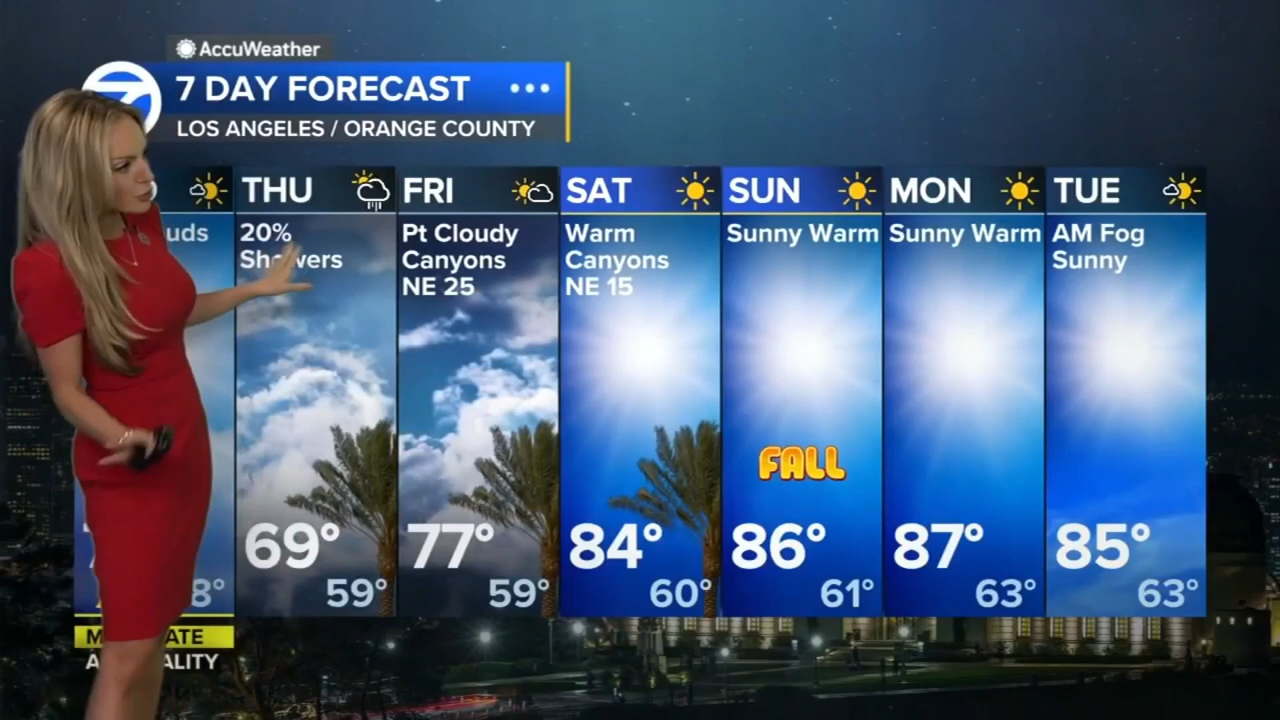 AccuWeather
7 DAY FORECAST
LOS ANGELES / ORANGE COUNTY
THU
20%
Showers
69°
59°
FRI
Pt Cloudy
Canyons
NE 25
77°
59°
SAT
Warm
Canyons
NE 15
84°
60°
SUN
Sunny Warm
FALL
86°
61°
MON
Sunny Warm
87°
63°
TUE
AM Fog
Sunny
85°
63°